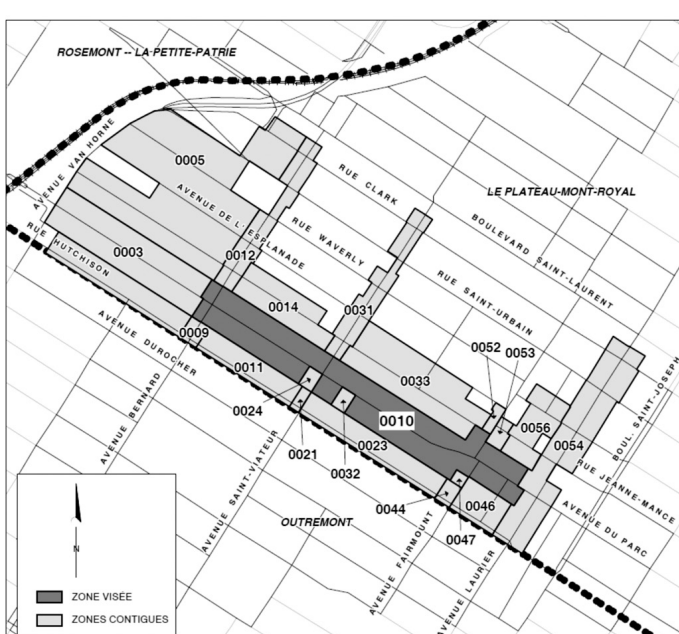 ROSEMONT -- LA-PETITE-PATRIE
AVENUE VAN HORNE
0005
RUE CLARK
LE PLATEAU-MONT-ROYAL
AVENUE DE L'ESPLANADE
RUE WAVERLY
BOULEVARD SAINT-LAURENT
RUE HUTCHISON
0003
0012
RUE SAINT-URBAIN
0014
0031
0009
AVENUE DUROCHER
0011
0033
0052
0053
BOUL. SAINT-JOSEPH
AVENUE BERNARD
0024
0010
0056
0054
0021
0032
0023
RUE JEANNE-MANCE
AVENUE SAINT-VIATEUR
0044
0046
0047
AVENUE DU PARC
OUTREMONT
AVENUE FAIRMOUNT
AVENUE LAURIER
N
ZONE VISÉE
ZONES CONTIGUES